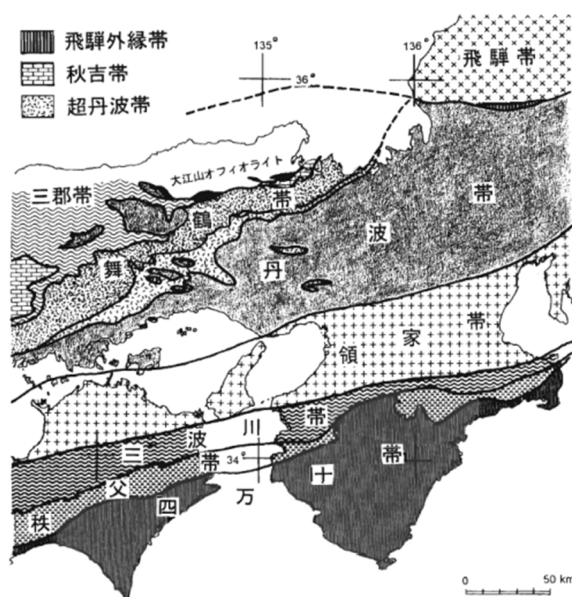 飛騨外縁帯
秋吉帯
超丹波帯
135°
136°
36°
飛騨帯
大江山オフィオライト
三郡帯
舞鶴帯
丹波帯
領家帯
三波川帯
34°
秩父帯
四万十帯
0 50 km